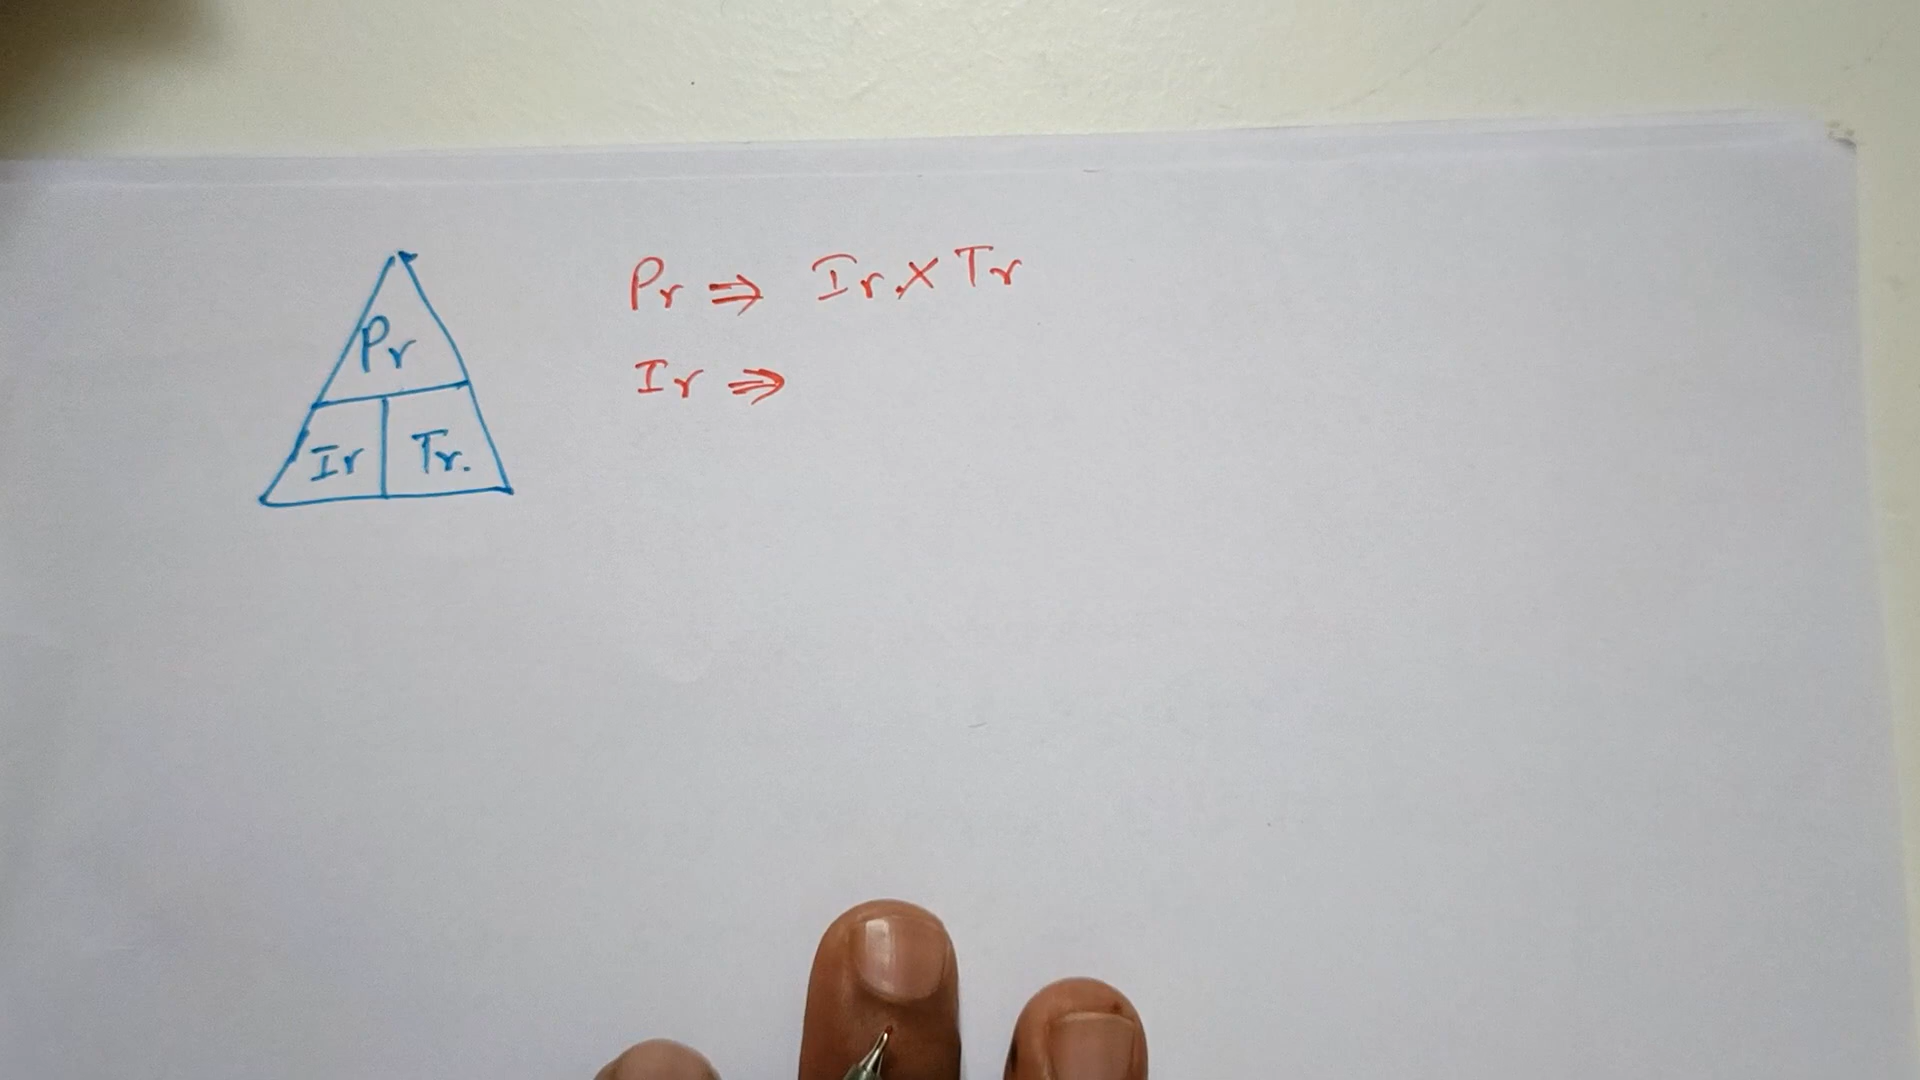 Pr
Ir Tr.
Pr ⇒ Ir × Tr
Ir ⇒